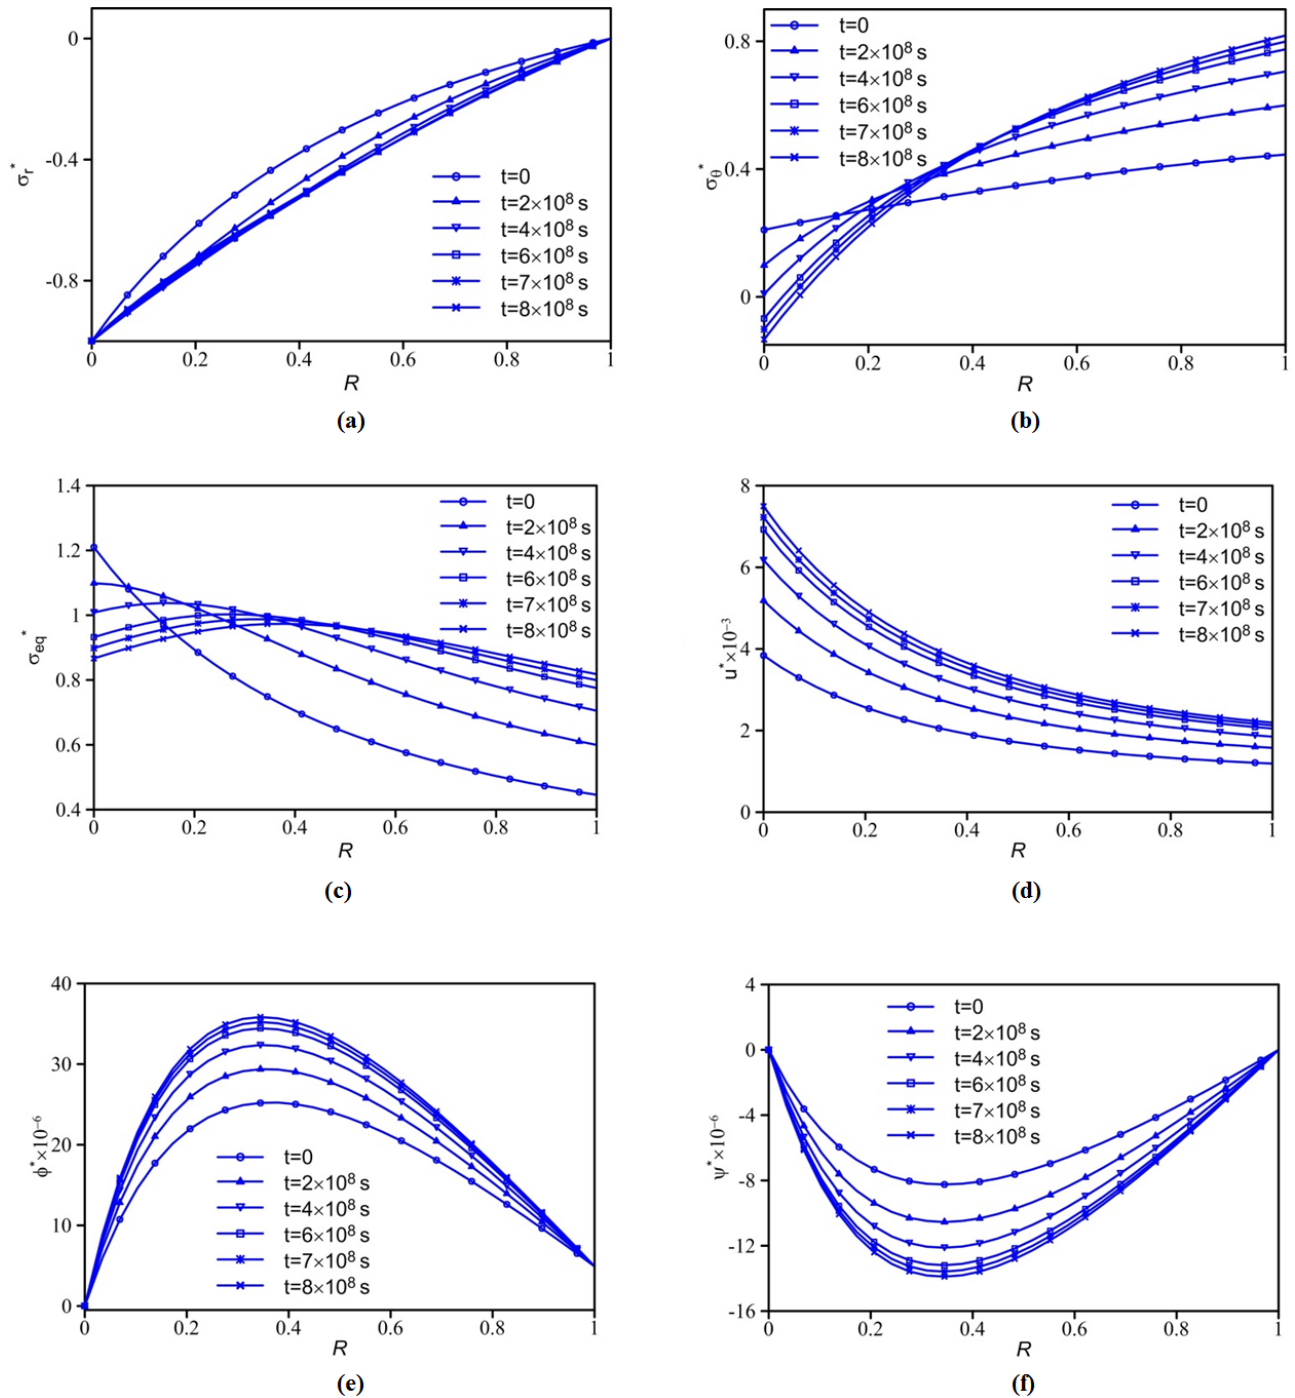 0
-0.4
-0.8
σr*
t=0
t=2×10⁸ s
t=4×10⁸ s
t=6×10⁸ s
t=7×10⁸ s
t=8×10⁸ s
0 0.2 0.4 0.6 0.8 1
R
(a)
0.8
0.4
0
σθ*
t=0
t=2×10⁸ s
t=4×10⁸ s
t=6×10⁸ s
t=7×10⁸ s
t=8×10⁸ s
0 0.2 0.4 0.6 0.8 1
R
(b)
1.4
1.2
1
0.8
0.6
0.4
σeq*
t=0
t=2×10⁸ s
t=4×10⁸ s
t=6×10⁸ s
t=7×10⁸ s
t=8×10⁸ s
0 0.2 0.4 0.6 0.8 1
R
(c)
8
6
4
2
0
u*×10⁻³
t=0
t=2×10⁸ s
t=4×10⁸ s
t=6×10⁸ s
t=7×10⁸ s
t=8×10⁸ s
0 0.2 0.4 0.6 0.8 1
R
(d)
40
30
20
10
0
ϕ*×10⁻⁶
t=0
t=2×10⁸ s
t=4×10⁸ s
t=6×10⁸ s
t=7×10⁸ s
t=8×10⁸ s
0 0.2 0.4 0.6 0.8 1
R
(e)
4
0
-4
-8
-12
-16
ψ*×10⁻⁶
t=0
t=2×10⁸ s
t=4×10⁸ s
t=6×10⁸ s
t=7×10⁸ s
t=8×10⁸ s
0 0.2 0.4 0.6 0.8 1
R
(f)